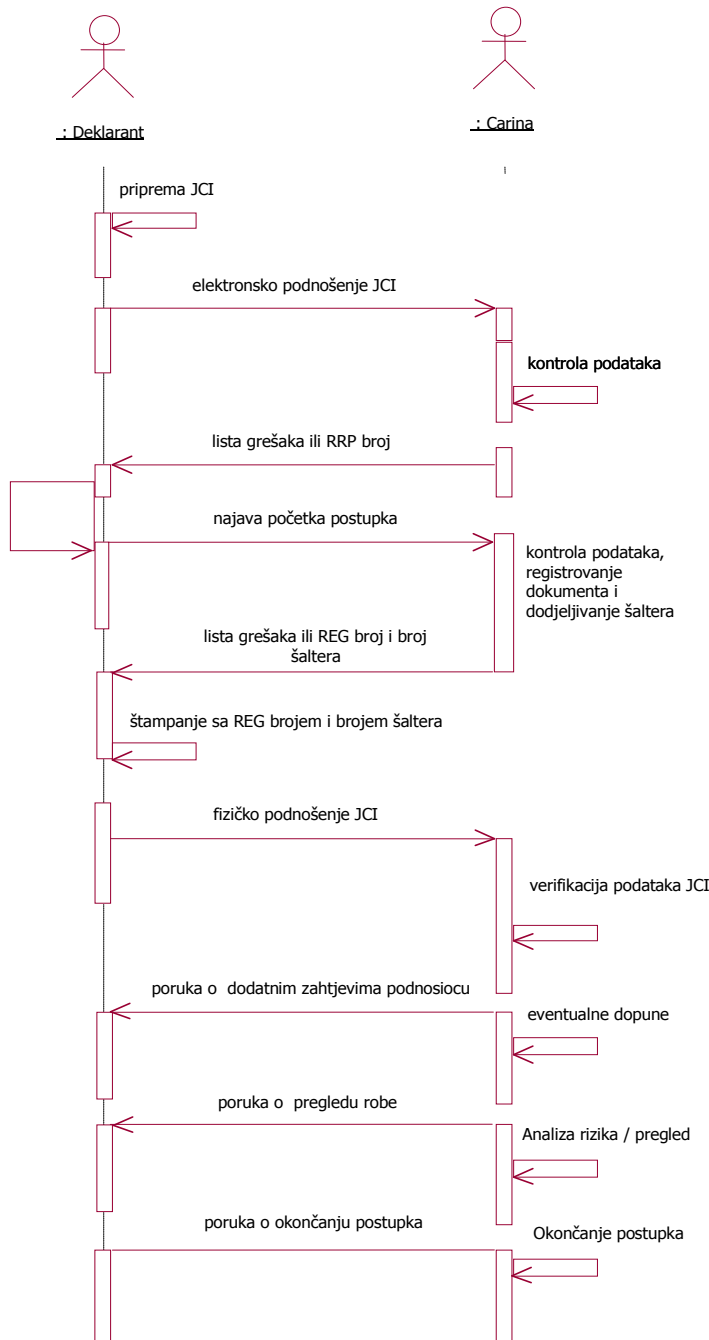 : Deklarant
: Carina
priprema JCI
elektronsko podnošenje JCI
kontrola podataka
lista grešaka ili RRP broj
najava početka postupka
kontrola podataka,
registrovanje
dokumenta i
dodjeljivanje šaltera
lista grešaka ili REG broj i broj
šaltera
štampanje sa REG brojem i brojem šaltera
fizičko podnošenje JCI
verifikacija podataka JCI
poruka o  dodatnim zahtjevima podnosiocu
eventualne dopune
poruka o  pregledu robe
Analiza rizika / pregled
poruka o okončanju postupka
Okončanje postupka